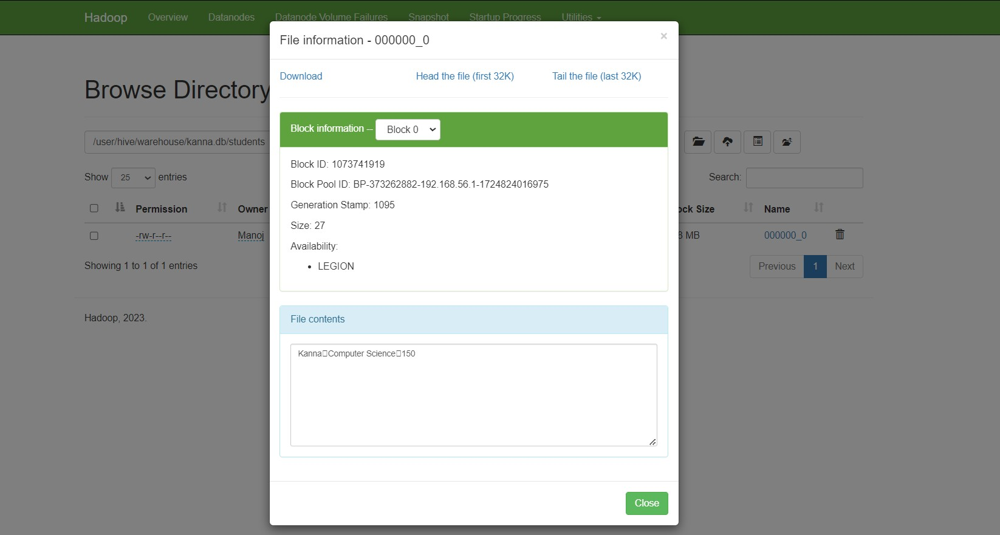 Hadoop Overview Datanodes Datanode Volume Failures Snapshot Startup Progress Utilities
File information - 000000_0 ×
Download Head the file (first 32K) Tail the file (last 32K)
Browse Directory
Block information -- Block 0
/user/hive/warehouse/kanna.db/students
Block ID: 1073741919
Show 25 entries
Search:
Block Pool ID: BP-373262882-192.168.56.1-1724824016975
Generation Stamp: 1095
Permission Owner Size Name
Size: 27
-rw-r--r-- Manoj MB 000000_0
Availability:
• LEGION
Showing 1 to 1 of 1 entries
Previous 1 Next
Hadoop, 2023.
File contents
Kanna□Computer Science□150
Close